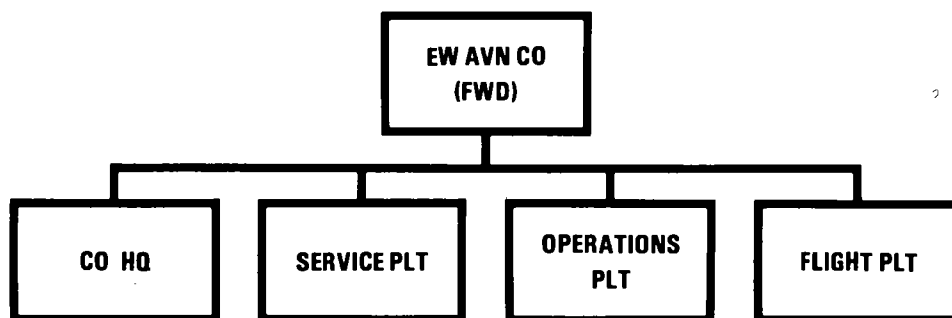 EW AVN CO
(FWD)
CO HQ
SERVICE PLT
OPERATIONS
PLT
FLIGHT PLT